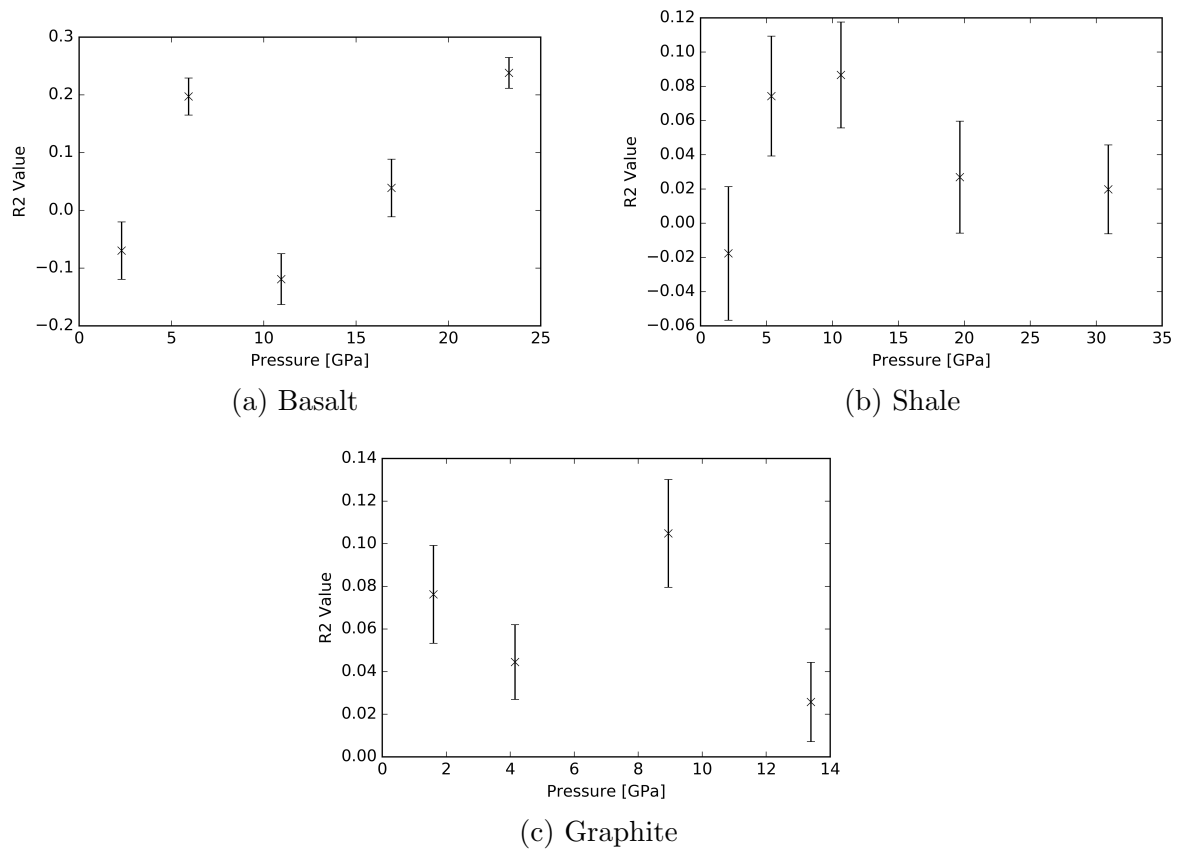 0.3
0.2
0.1
0.0
−0.1
−0.2
R2 Value
0 5 10 15 20 25
Pressure [GPa]
(a) Basalt
0.12
0.10
0.08
0.06
0.04
0.02
0.00
−0.02
−0.04
−0.06
R2 Value
0 5 10 15 20 25 30 35
Pressure [GPa]
(b) Shale
0.14
0.12
0.10
0.08
0.06
0.04
0.02
0.00
R2 Value
0 2 4 6 8 10 12 14
Pressure [GPa]
(c) Graphite